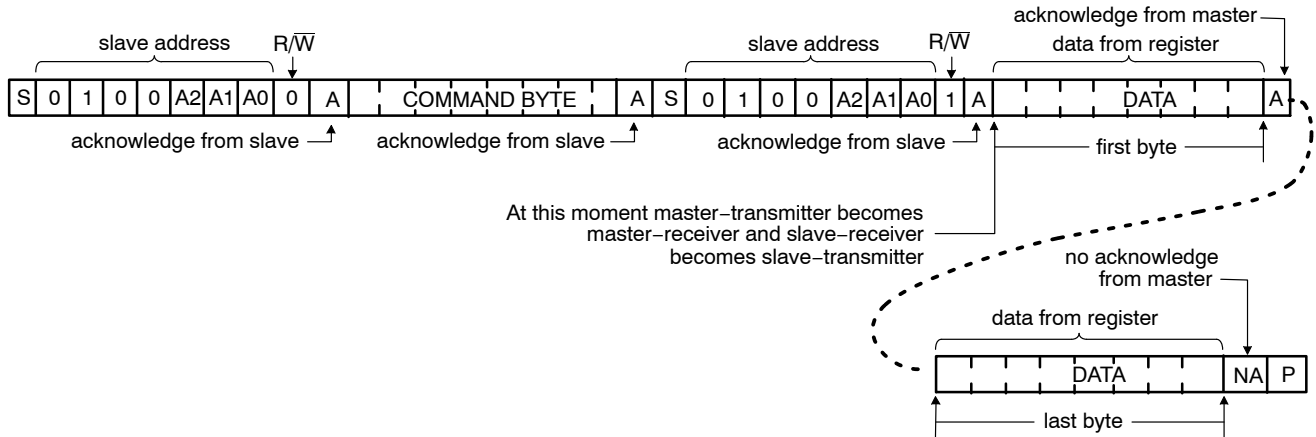 acknowledge from master
slave address R/W̅ slave address R/W̅ data from register
S 0 1 0 0 A2 A1 A0 0 A COMMAND BYTE A S 0 1 0 0 A2 A1 A0 1 A DATA A
acknowledge from slave acknowledge from slave acknowledge from slave first byte
At this moment master−transmitter becomes
master−receiver and slave−receiver
becomes slave−transmitter
no acknowledge
from master
data from register
DATA NA P
last byte